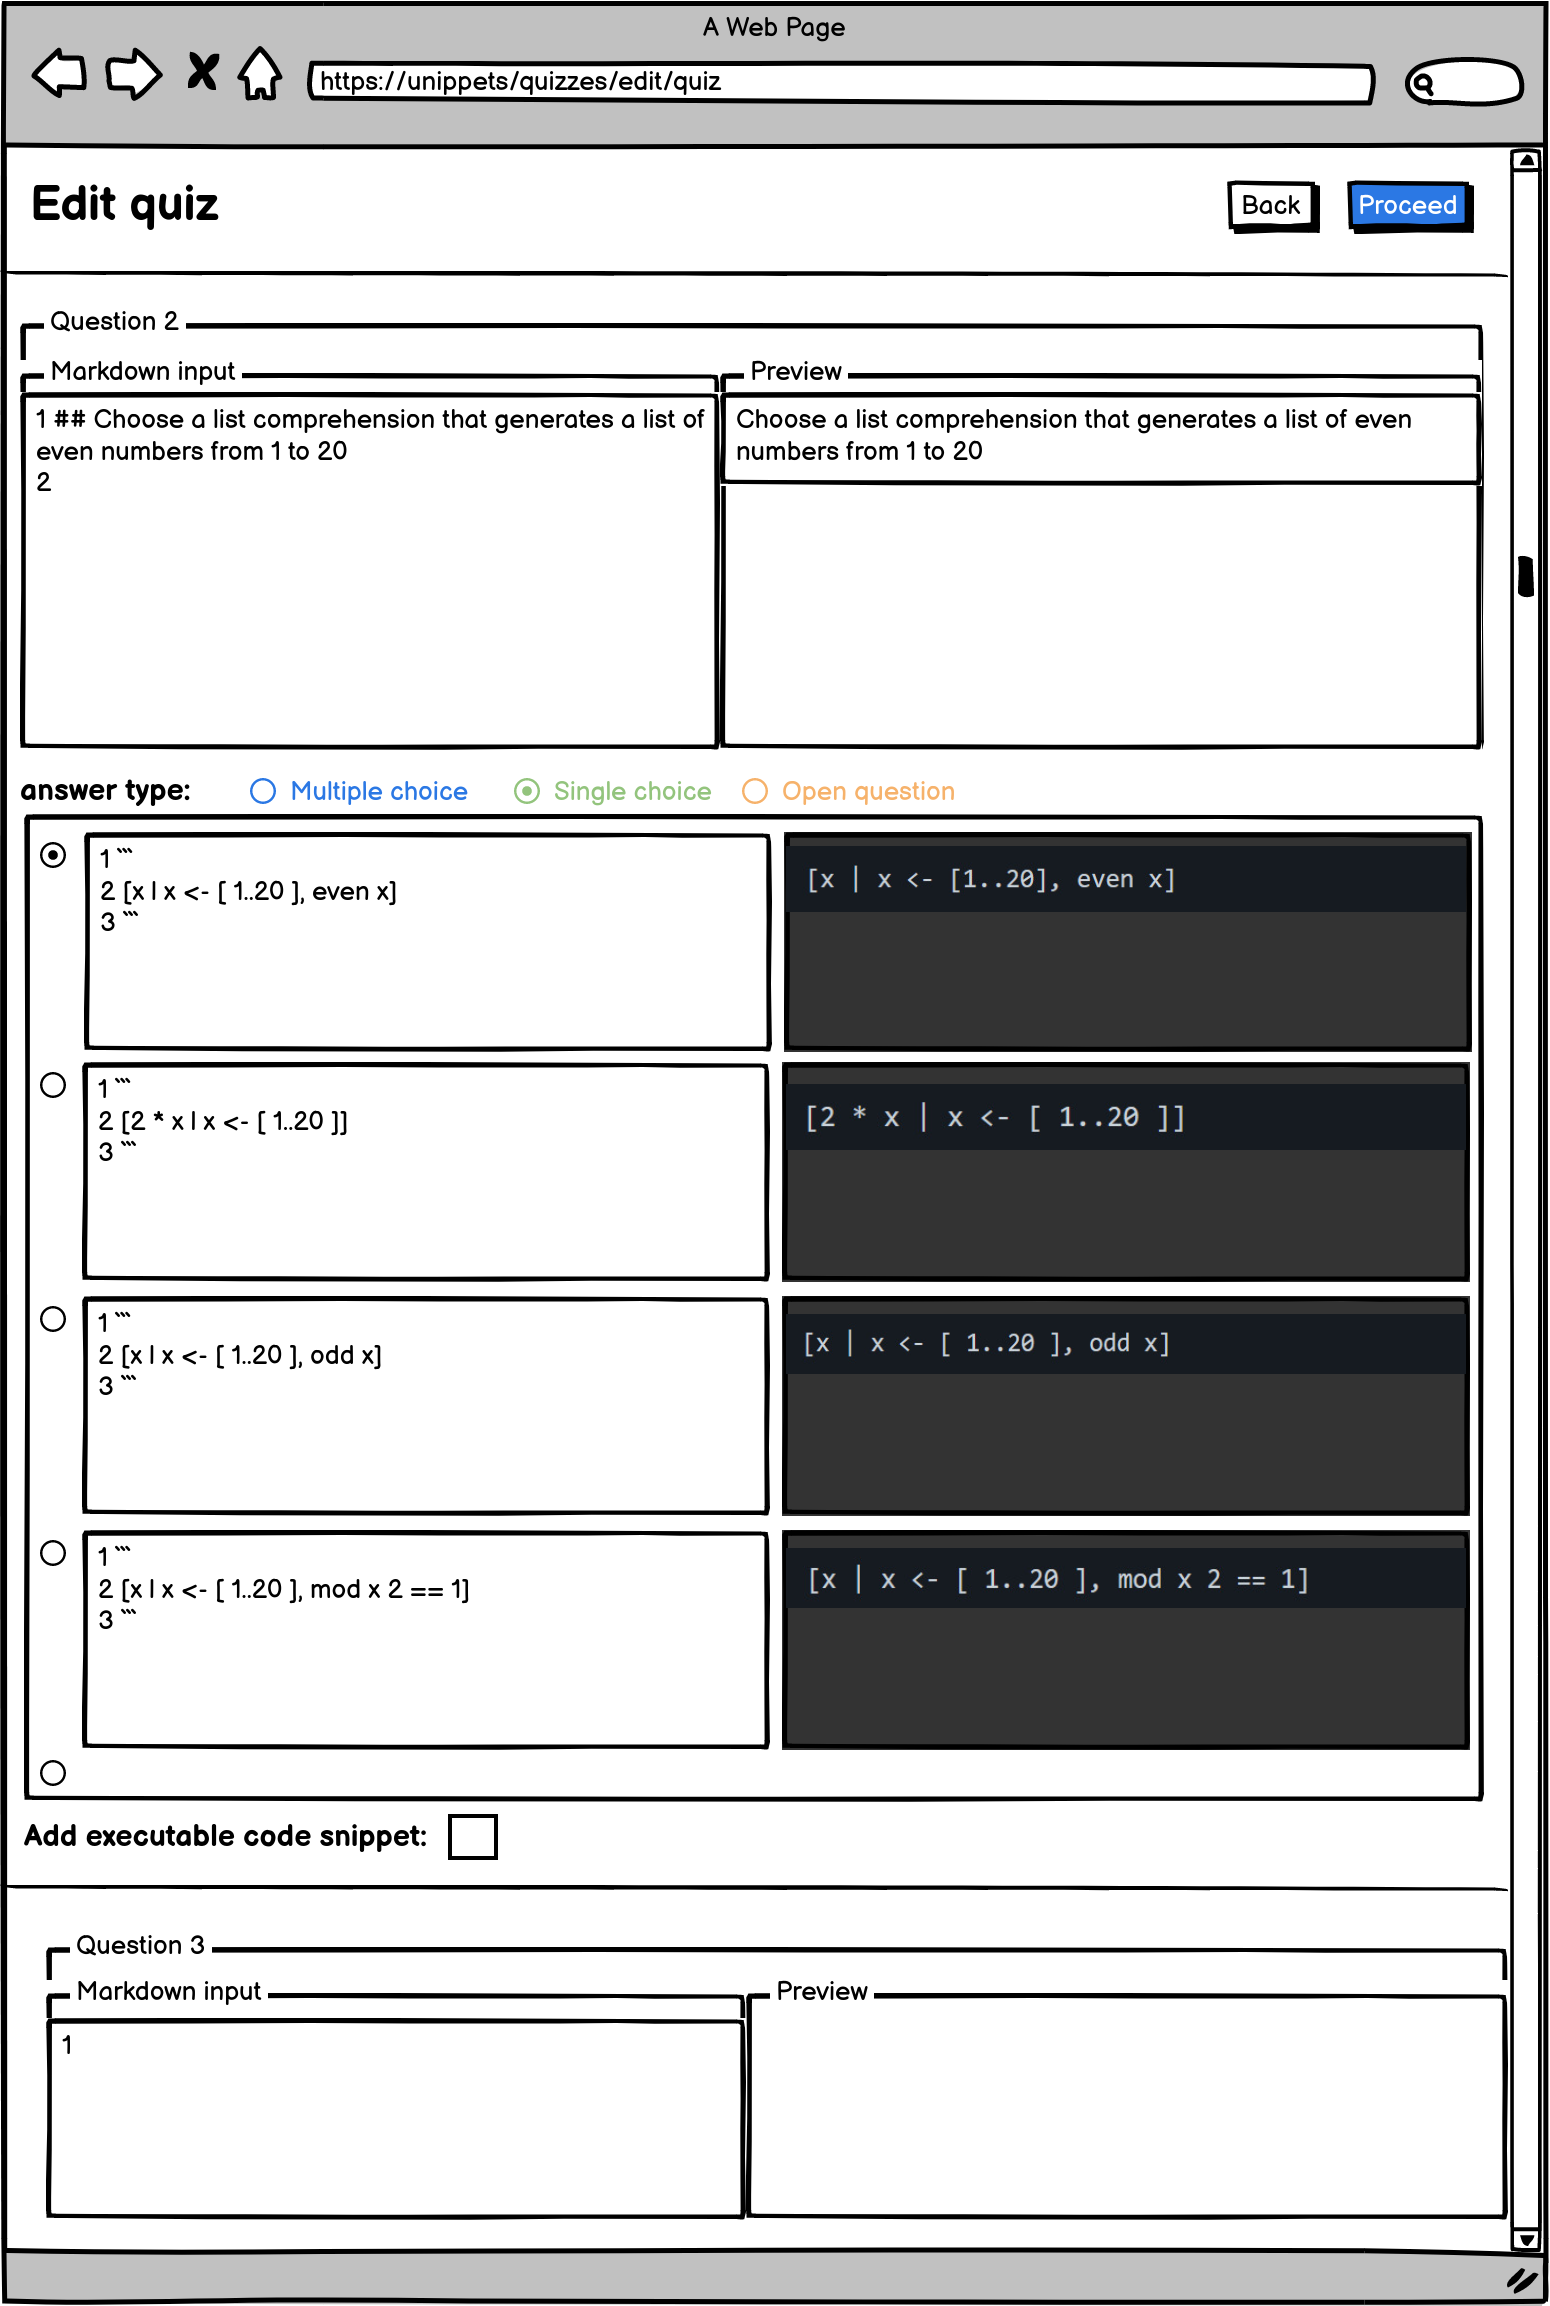 A Web Page
https://unippets/quizzes/edit/quiz
Edit quiz
Back
Proceed
Question 2
Markdown input
Preview
1 ## Choose a list comprehension that generates a list of
even numbers from 1 to 20
2
Choose a list comprehension that generates a list of even
numbers from 1 to 20
answer type:
Multiple choice
Single choice
Open question
1 ```
2 [x | x <- [ 1..20 ], even x]
3 ```
[x | x <- [1..20], even x]
1 ```
2 [2 * x | x <- [ 1..20 ]]
3 ```
[2 * x | x <- [ 1..20 ]]
1 ```
2 [x | x <- [ 1..20 ], odd x]
3 ```
[x | x <- [ 1..20 ], odd x]
1 ```
2 [x | x <- [ 1..20 ], mod x 2 == 1]
3 ```
[x | x <- [ 1..20 ], mod x 2 == 1]
Add executable code snippet:
Question 3
Markdown input
Preview
1